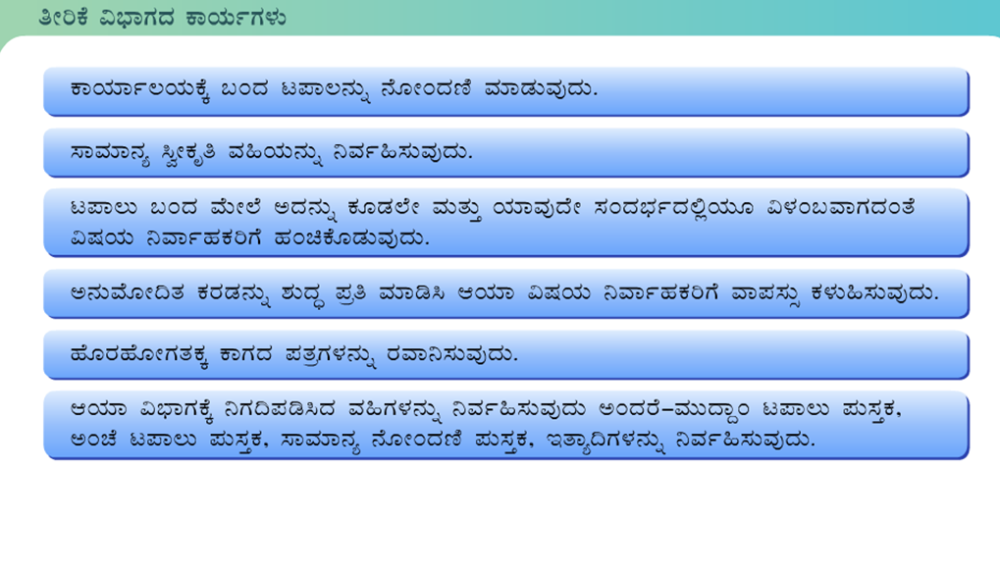 ತೀರಿಕೆ ವಿಭಾಗದ ಕಾರ್ಯಗಳು
ಕಾರ್ಯಾಲಯಕ್ಕೆ ಬಂದ ಟಪಾಲನ್ನು ನೋಂದಣಿ ಮಾಡುವುದು.
ಸಾಮಾನ್ಯ ಸ್ವೀಕೃತಿ ವಹಿಯನ್ನು ನಿರ್ವಹಿಸುವುದು.
ಟಪಾಲು ಬಂದ ಮೇಲೆ ಅದನ್ನು ಕೂಡಲೇ ಮತ್ತು ಯಾವುದೇ ಸಂದರ್ಭದಲ್ಲಿಯೂ ವಿಳಂಬವಾಗದಂತೆ
ವಿಷಯ ನಿರ್ವಾಹಕರಿಗೆ ಹಂಚಿಕೊಡುವುದು.
ಅನುಮೋದಿತ ಕರಡನ್ನು ಶುದ್ಧ ಪ್ರತಿ ಮಾಡಿಸಿ ಆಯಾ ವಿಷಯ ನಿರ್ವಾಹಕರಿಗೆ ವಾಪಸ್ಸು ಕಳುಹಿಸುವುದು.
ಹೊರಹೋಗತಕ್ಕ ಕಾಗದ ಪತ್ರಗಳನ್ನು ರವಾನಿಸುವುದು.
ಆಯಾ ವಿಭಾಗಕ್ಕೆ ನಿಗದಿಪಡಿಸಿದ ವಹಿಗಳನ್ನು ನಿರ್ವಹಿಸುವುದು ಅಂದರೆ-ಮುದ್ದಾಂ ಟಪಾಲು ಪುಸ್ತಕ,
ಅಂಚೆ ಟಪಾಲು ಪುಸ್ತಕ, ಸಾಮಾನ್ಯ ನೋಂದಣಿ ಪುಸ್ತಕ, ಇತ್ಯಾದಿಗಳನ್ನು ನಿರ್ವಹಿಸುವುದು.